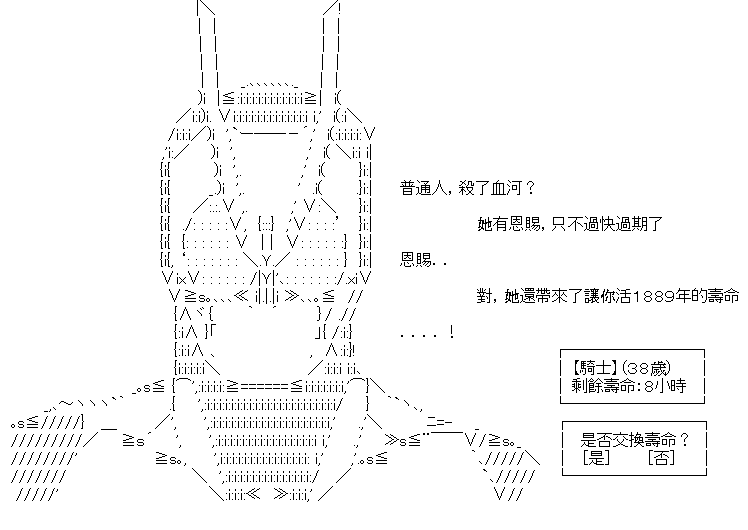 普通人，殺了血河？
她有恩賜，只不過快過期了
恩賜．．
對，她還帶來了讓你活1889年的壽命
．．．．！
【騎士】(38歲)
剩餘壽命：8小時
是否交換壽命？
[是] [否]